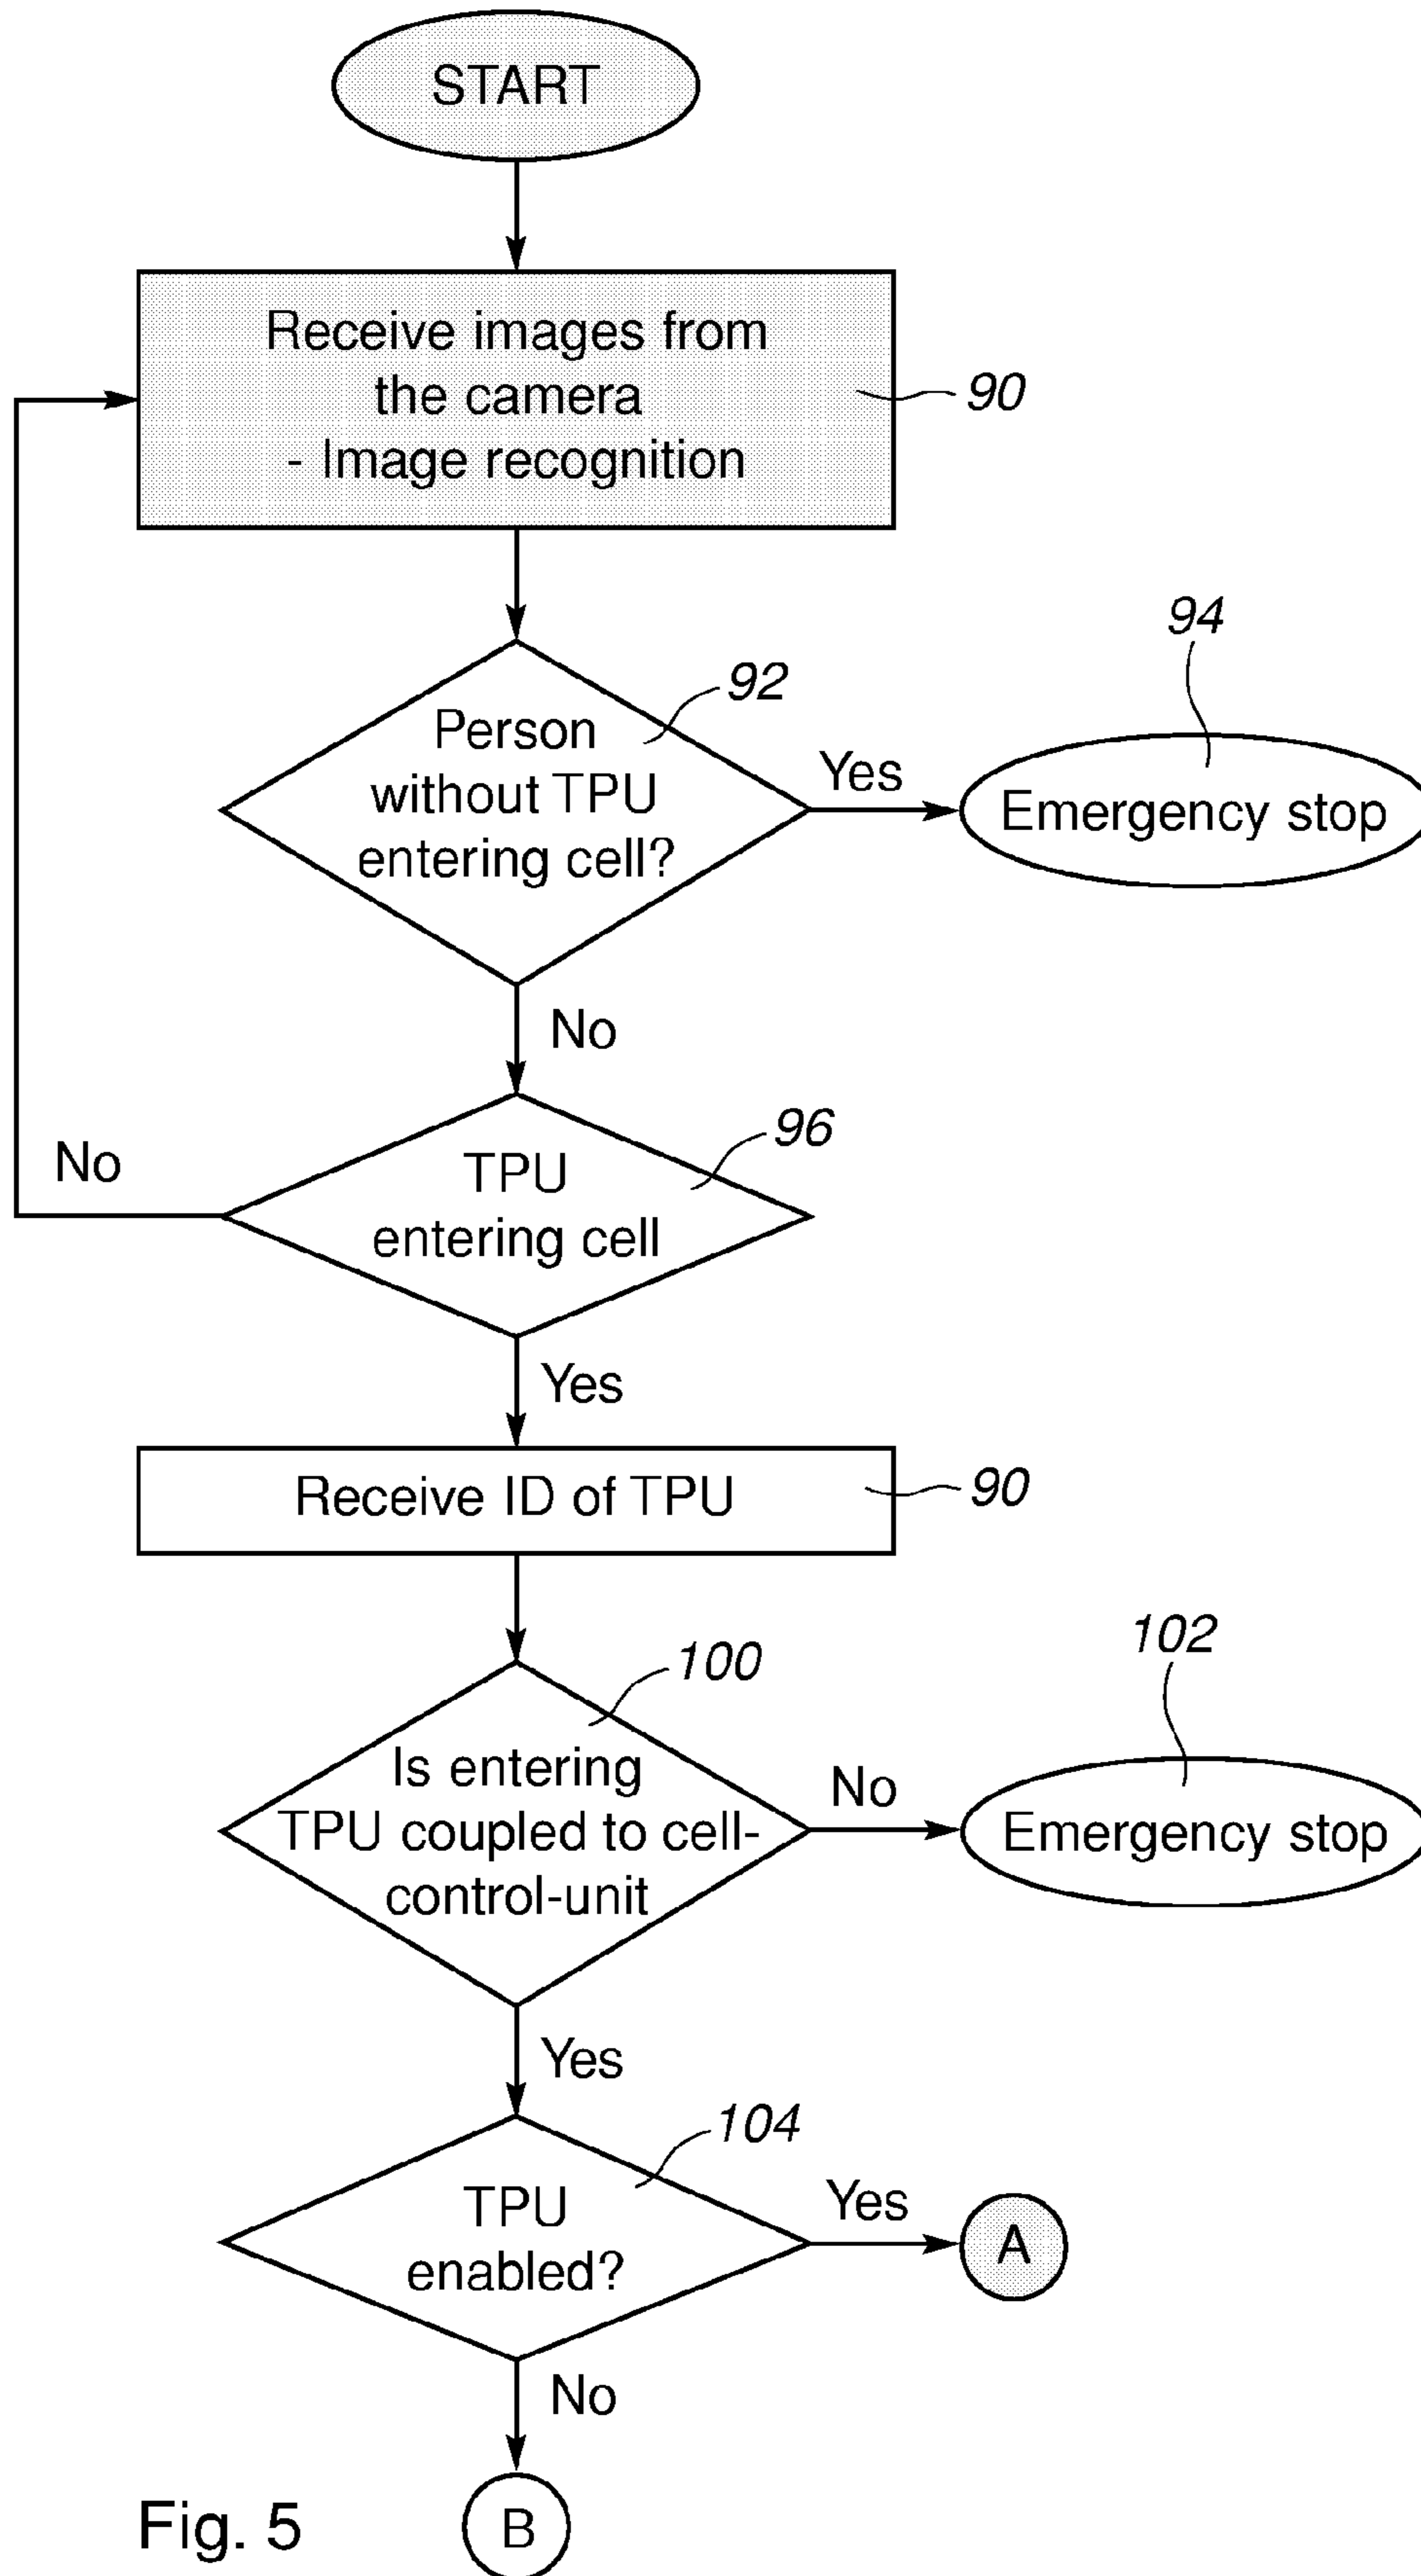 START
Receive images from
the camera
- Image recognition
90
92
Person
without TPU
entering cell?
Yes
94
Emergency stop
No
96
TPU
entering cell
No
Yes
Receive ID of TPU
90
100
Is entering
TPU coupled to cell-
control-unit
No
102
Emergency stop
Yes
104
TPU
enabled?
Yes
A
No
B
Fig. 5